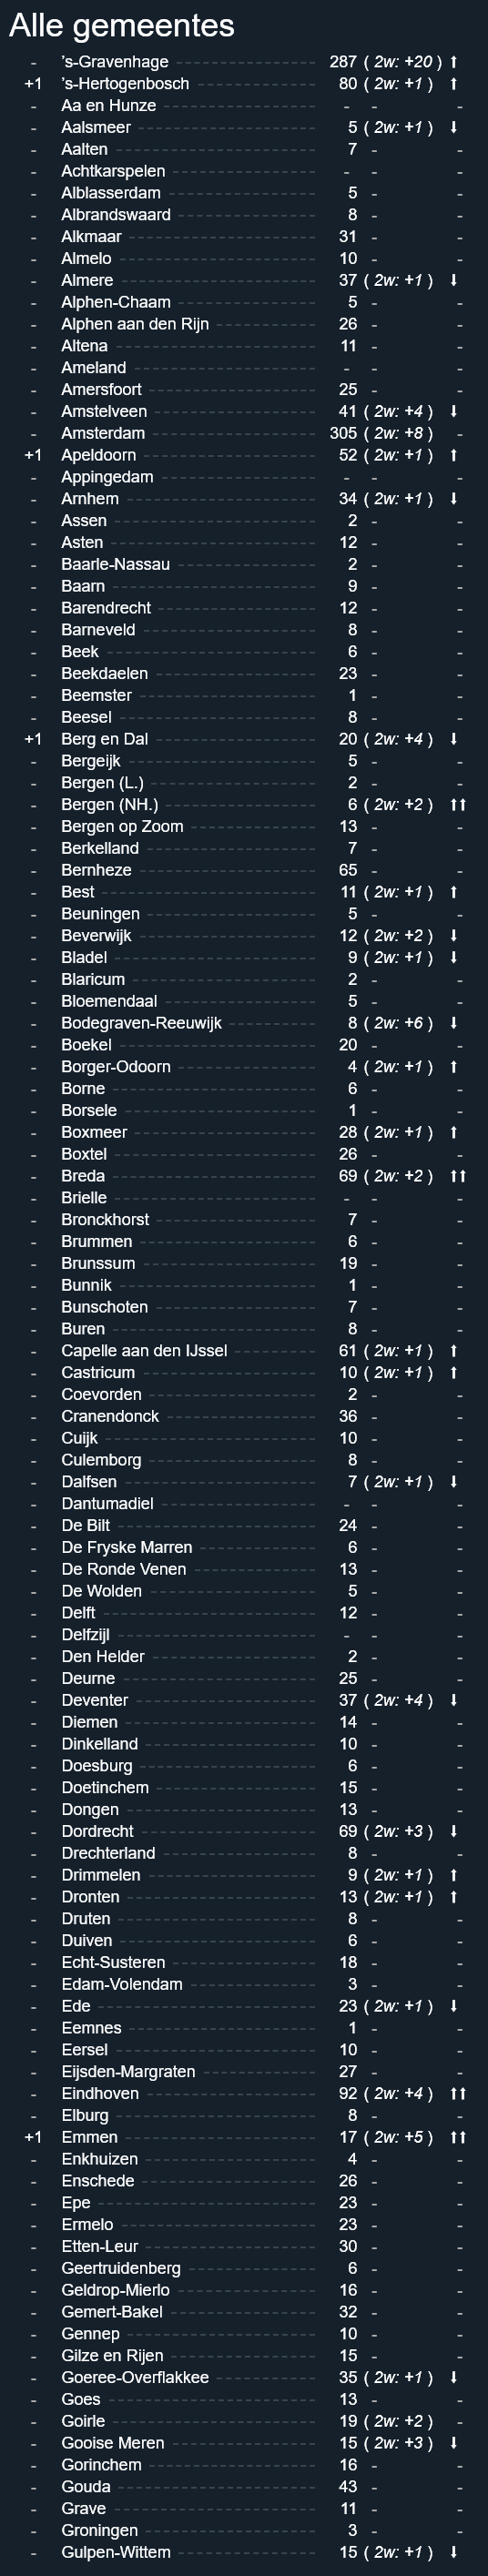 Alle gemeentes
- 's-Gravenhage 287 ( 2w: +20 ) ⬆
+1 's-Hertogenbosch 80 ( 2w: +1 ) ⬆
- Aa en Hunze - - -
- Aalsmeer 5 ( 2w: +1 ) ⬇
- Aalten 7 - -
- Achtkarspelen - - -
- Alblasserdam 5 - -
- Albrandswaard 8 - -
- Alkmaar 31 - -
- Almelo 10 - -
- Almere 37 ( 2w: +1 ) ⬇
- Alphen-Chaam 5 - -
- Alphen aan den Rijn 26 - -
- Altena 11 - -
- Ameland - - -
- Amersfoort 25 - -
- Amstelveen 41 ( 2w: +4 ) ⬇
- Amsterdam 305 ( 2w: +8 ) -
+1 Apeldoorn 52 ( 2w: +1 ) ⬆
- Appingedam - - -
- Arnhem 34 ( 2w: +1 ) ⬇
- Assen 2 - -
- Asten 12 - -
- Baarle-Nassau 2 - -
- Baarn 9 - -
- Barendrecht 12 - -
- Barneveld 8 - -
- Beek 6 - -
- Beekdaelen 23 - -
- Beemster 1 - -
- Beesel 8 - -
+1 Berg en Dal 20 ( 2w: +4 ) ⬇
- Bergeijk 5 - -
- Bergen (L.) 2 - -
- Bergen (NH.) 6 ( 2w: +2 ) ⬆⬆
- Bergen op Zoom 13 - -
- Berkelland 7 - -
- Bernheze 65 - -
- Best 11 ( 2w: +1 ) ⬆
- Beuningen 5 - -
- Beverwijk 12 ( 2w: +2 ) ⬇
- Bladel 9 ( 2w: +1 ) ⬇
- Blaricum 2 - -
- Bloemendaal 5 - -
- Bodegraven-Reeuwijk 8 ( 2w: +6 ) ⬇
- Boekel 20 - -
- Borger-Odoorn 4 ( 2w: +1 ) ⬆
- Borne 6 - -
- Borsele 1 - -
- Boxmeer 28 ( 2w: +1 ) ⬆
- Boxtel 26 - -
- Breda 69 ( 2w: +2 ) ⬆⬆
- Brielle - - -
- Bronckhorst 7 - -
- Brummen 6 - -
- Brunssum 19 - -
- Bunnik 1 - -
- Bunschoten 7 - -
- Buren 8 - -
- Capelle aan den IJssel 61 ( 2w: +1 ) ⬆
- Castricum 10 ( 2w: +1 ) ⬆
- Coevorden 2 - -
- Cranendonck 36 - -
- Cuijk 10 - -
- Culemborg 8 - -
- Dalfsen 7 ( 2w: +1 ) ⬇
- Dantumadiel - - -
- De Bilt 24 - -
- De Fryske Marren 6 - -
- De Ronde Venen 13 - -
- De Wolden 5 - -
- Delft 12 - -
- Delfzijl - - -
- Den Helder 2 - -
- Deurne 25 - -
- Deventer 37 ( 2w: +4 ) ⬇
- Diemen 14 - -
- Dinkelland 10 - -
- Doesburg 6 - -
- Doetinchem 15 - -
- Dongen 13 - -
- Dordrecht 69 ( 2w: +3 ) ⬇
- Drechterland 8 - -
- Drimmelen 9 ( 2w: +1 ) ⬆
- Dronten 13 ( 2w: +1 ) ⬆
- Druten 8 - -
- Duiven 6 - -
- Echt-Susteren 18 - -
- Edam-Volendam 3 - -
- Ede 23 ( 2w: +1 ) ⬇
- Eemnes 1 - -
- Eersel 10 - -
- Eijsden-Margraten 27 - -
- Eindhoven 92 ( 2w: +4 ) ⬆⬆
- Elburg 8 - -
+1 Emmen 17 ( 2w: +5 ) ⬆⬆
- Enkhuizen 4 - -
- Enschede 26 - -
- Epe 23 - -
- Ermelo 23 - -
- Etten-Leur 30 - -
- Geertruidenberg 6 - -
- Geldrop-Mierlo 16 - -
- Gemert-Bakel 32 - -
- Gennep 10 - -
- Gilze en Rijen 15 - -
- Goeree-Overflakkee 35 ( 2w: +1 ) ⬇
- Goes 13 - -
- Goirle 19 ( 2w: +2 ) -
- Gooise Meren 15 ( 2w: +3 ) ⬇
- Gorinchem 16 - -
- Gouda 43 - -
- Grave 11 - -
- Groningen 3 - -
- Gulpen-Wittem 15 ( 2w: +1 ) ⬇